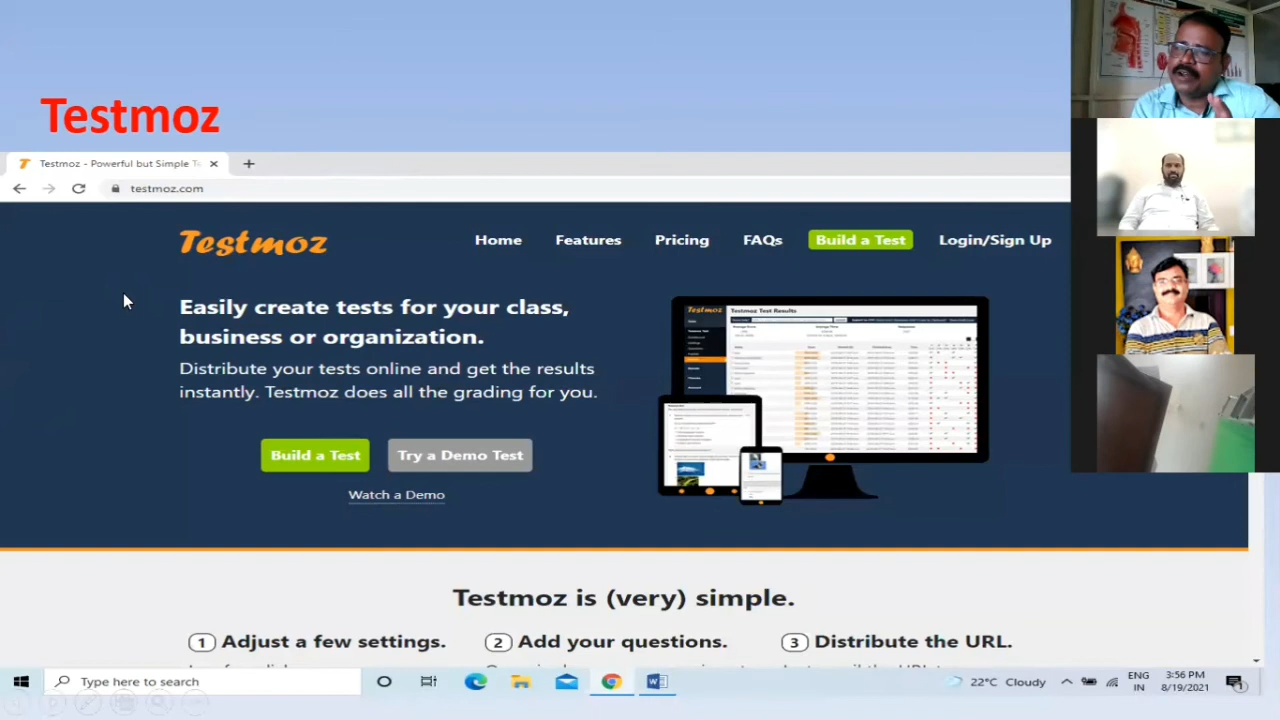 Testmoz
Testmoz - Powerful but Simple Te
testmoz.com
Testmoz
Home Features Pricing FAQs Build a Test Login/Sign Up
Easily create tests for your class,
business or organization.
Distribute your tests online and get the results
instantly. Testmoz does all the grading for you.
Build a Test Try a Demo Test
Watch a Demo
Testmoz
Testmoz Test Results
Testmoz is (very) simple.
1 Adjust a few settings. 2 Add your questions. 3 Distribute the URL.
Type here to search
22°C Cloudy
ENG
IN
3:56 PM
8/19/2021